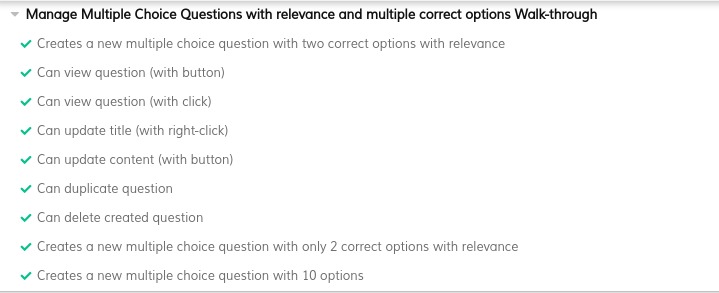 Manage Multiple Choice Questions with relevance and multiple correct options Walk-through
Creates a new multiple choice question with two correct options with relevance
Can view question (with button)
Can view question (with click)
Can update title (with right-click)
Can update content (with button)
Can duplicate question
Can delete created question
Creates a new multiple choice question with only 2 correct options with relevance
Creates a new multiple choice question with 10 options